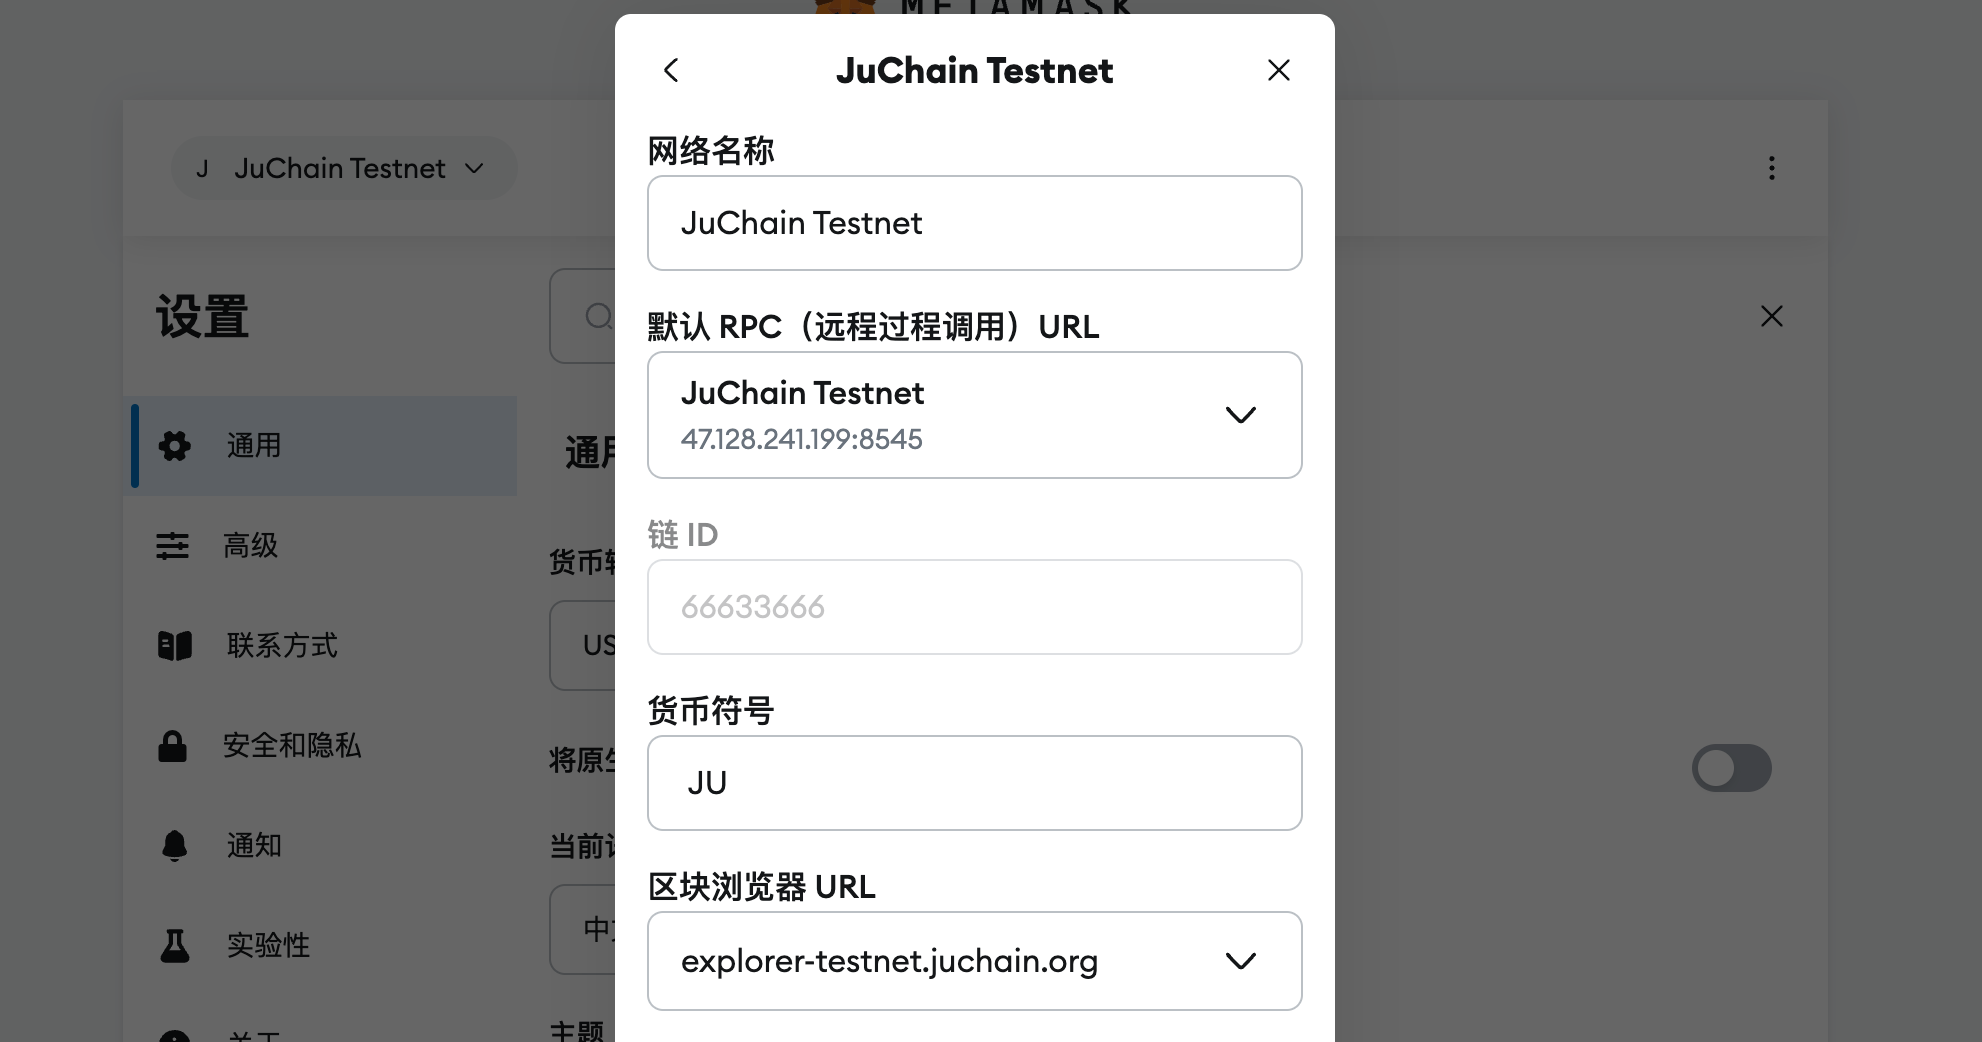 METAMASK
JuChain Testnet
J JuChain Testnet
网络名称
JuChain Testnet
设置
默认 RPC（远程过程调用）URL
JuChain Testnet
47.128.241.199:8545
通用
通用
链 ID
66633666
高级
货币
联系方式
US
货币符号
JU
安全和隐私
将原生
通知
当前
区块浏览器 URL
explorer-testnet.juchain.org
实验性
中
关于
主题